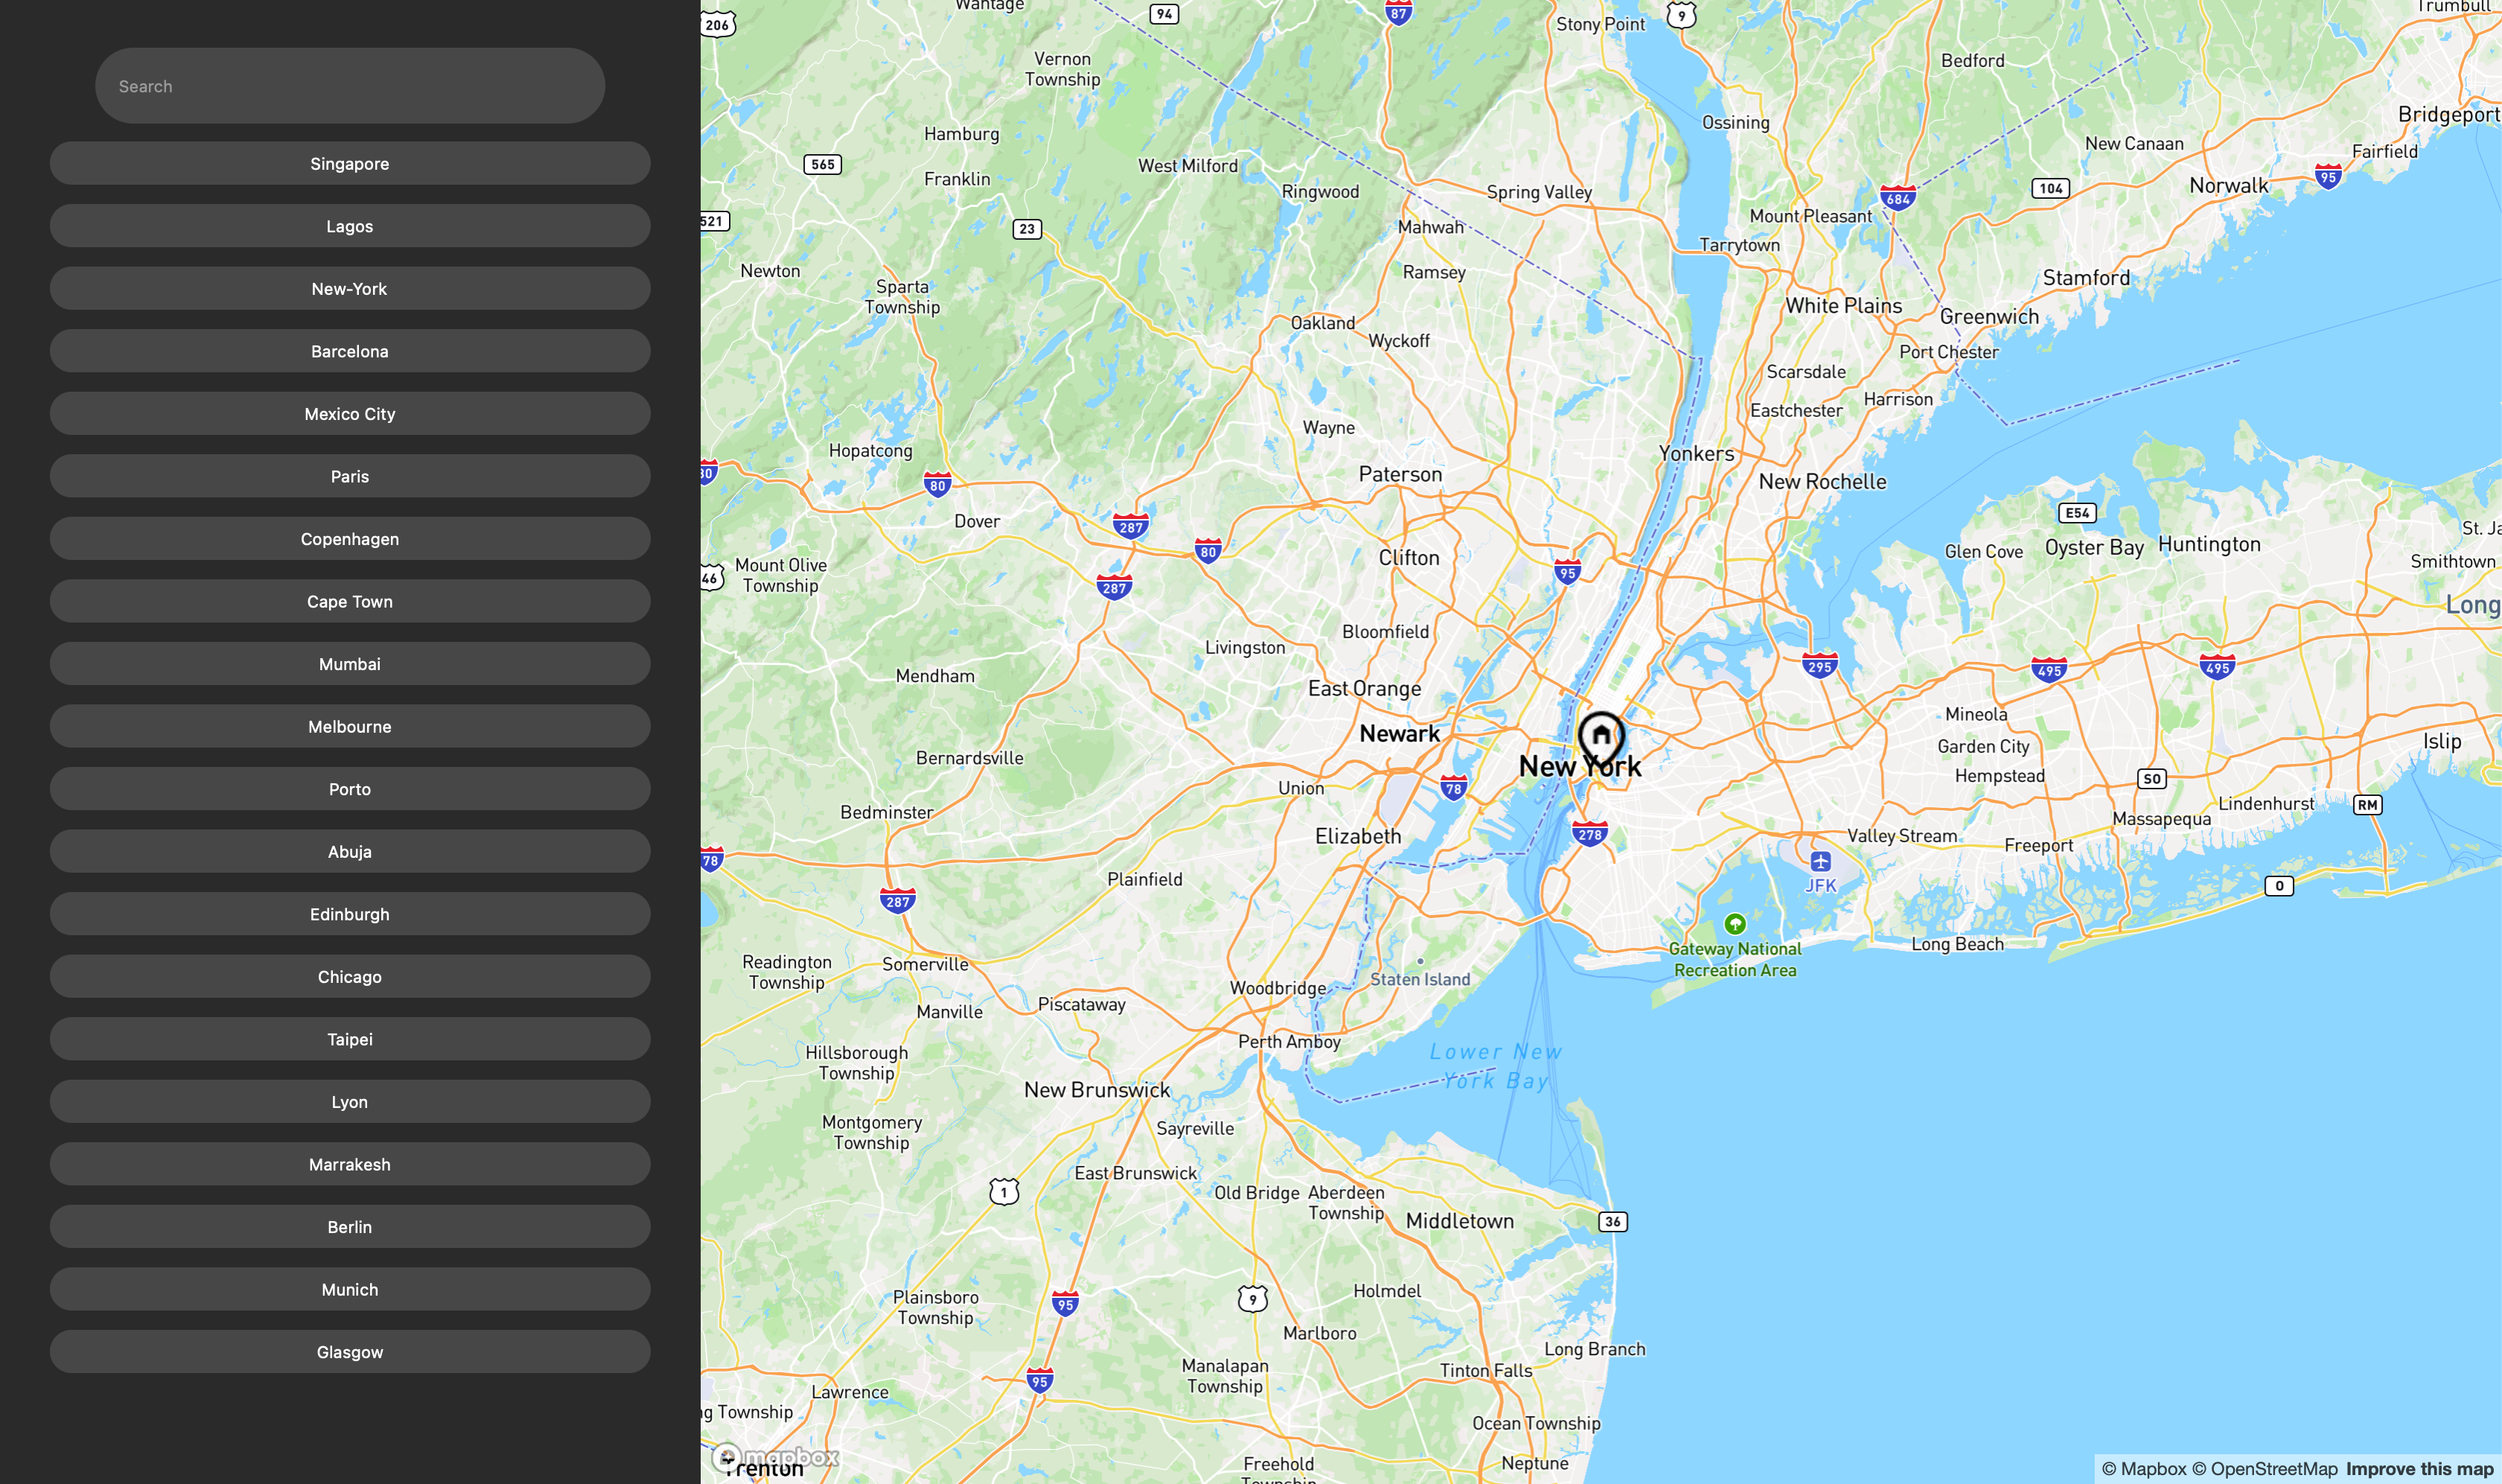 Search
Singapore
Lagos
New-York
Barcelona
Mexico City
Paris
Copenhagen
Cape Town
Mumbai
Melbourne
Porto
Abuja
Edinburgh
Chicago
Taipei
Lyon
Marrakesh
Berlin
Munich
Glasgow
Wantage
206
94
87
Stony Point
9
Trumbull
Vernon
Township
Bedford
Bridgeport
Hamburg
Ossining
New Canaan
Fairfield
565
West Milford
Franklin
Ringwood
Spring Valley
684
104
Norwalk
95
521
23
Mahwah
Mount Pleasant
Tarrytown
Newton
Ramsey
Stamford
Sparta
Township
White Plains
Greenwich
Oakland
Wyckoff
Port Chester
Scarsdale
Eastchester
Harrison
Wayne
Hopatcong
Yonkers
80
80
Paterson
New Rochelle
Dover
287
E54
St. Ja
80
Clifton
Glen Cove
Oyster Bay
Huntington
Smithtown
46
Mount Olive
Township
287
95
Long
Bloomfield
Livingston
295
495
495
Mendham
East Orange
Newark
Mineola
Garden City
Islip
Bernardsville
New York
Hempstead
SO
Union
78
Lindenhurst
RM
Bedminster
Elizabeth
278
Valley Stream
Massapequa
Freeport
78
JFK
Plainfield
287
0
Gateway National
Recreation Area
Long Beach
Readington
Township
Somerville
Staten Island
Woodbridge
Manville
Piscataway
Perth Amboy
Hillsborough
Township
Lower New
York Bay
New Brunswick
Montgomery
Township
Sayreville
East Brunswick
1
Old Bridge
Aberdeen
Township
Middletown
36
Plainsboro
Township
95
9
Holmdel
Marlboro
Long Branch
Manalapan
Township
Tinton Falls
95
Lawrence
ng Township
Ocean Township
mapbox
Trenton
Freehold
Township
Neptune
© Mapbox © OpenStreetMap Improve this map